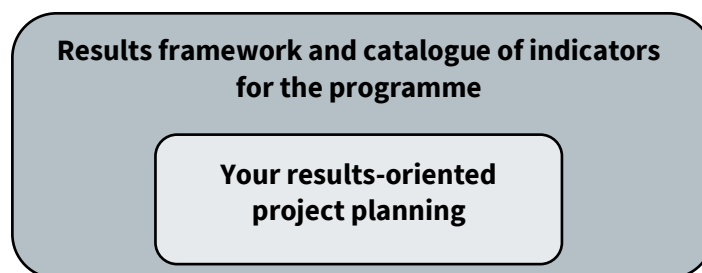 Results framework and catalogue of indicators
for the programme
Your results-oriented
project planning